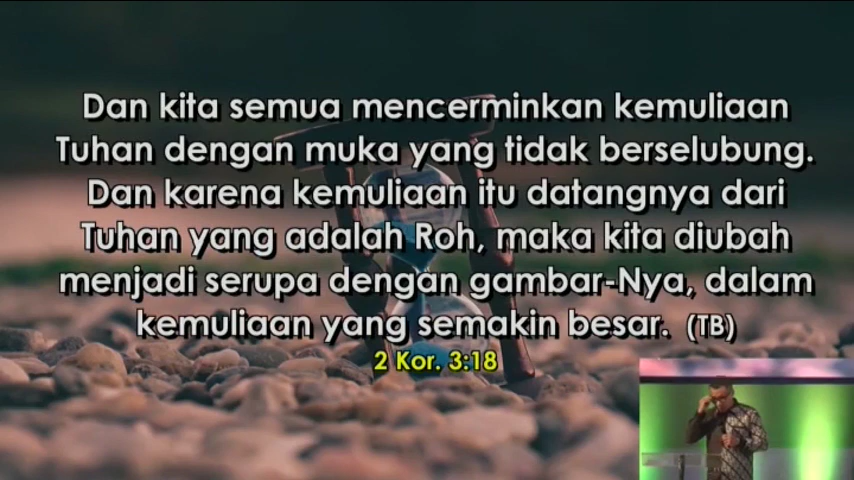 Dan kita semua mencerminkan kemuliaan
Tuhan dengan muka yang tidak berselubung.
Dan karena kemuliaan itu datangnya dari
Tuhan yang adalah Roh, maka kita diubah
menjadi serupa dengan gambar-Nya, dalam
kemuliaan yang semakin besar. (TB)
2 Kor. 3:18